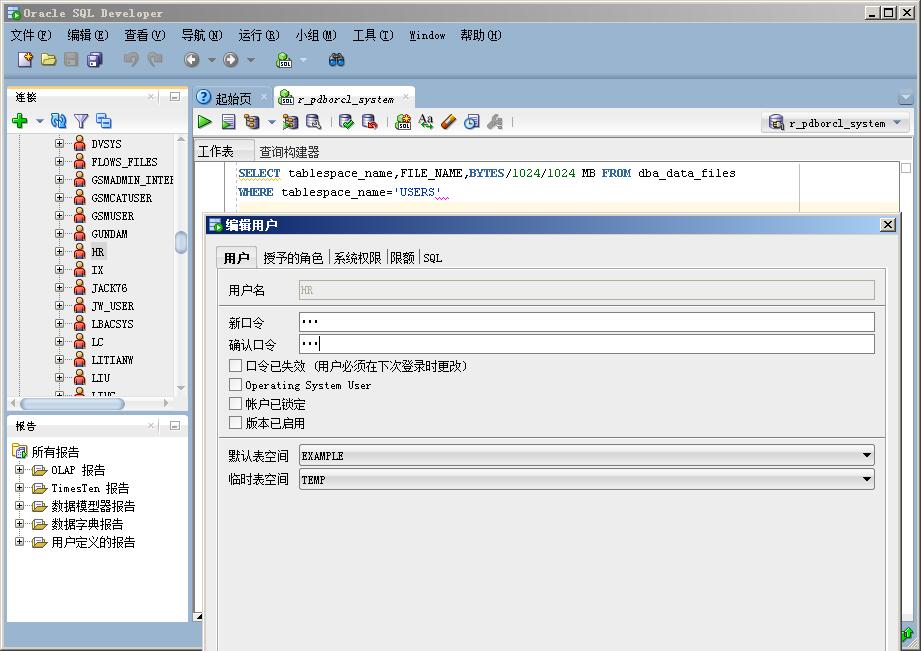 Oracle SQL Developer
文件(F) 编辑(E) 查看(V) 导航(N) 运行(R) 小组(M) 工具(T) Window 帮助(H)
连接
DVSYS
FLOWS_FILES
GSMADMIN_INTER
GSMCATUSER
GSMUSER
GUNDAM
HR
IX
JACK76
JW_USER
LBACSYS
LC
LITIANW
LIU
报告
所有报告
OLAP 报告
TimesTen 报告
数据模型器报告
数据字典报告
用户定义的报告
起始页 r_pdborcl_system
r_pdborcl_system
工作表 查询构建器
SELECT tablespace_name,FILE_NAME,BYTES/1024/1024 MB FROM dba_data_files
WHERE tablespace_name='USERS'
编辑用户
用户 授予的角色 系统权限 限额 SQL
用户名 HR
新口令 •••
确认口令 •••
口令已失效 (用户必须在下次登录时更改)
Operating System User
帐户已锁定
版本已启用
默认表空间 EXAMPLE
临时表空间 TEMP